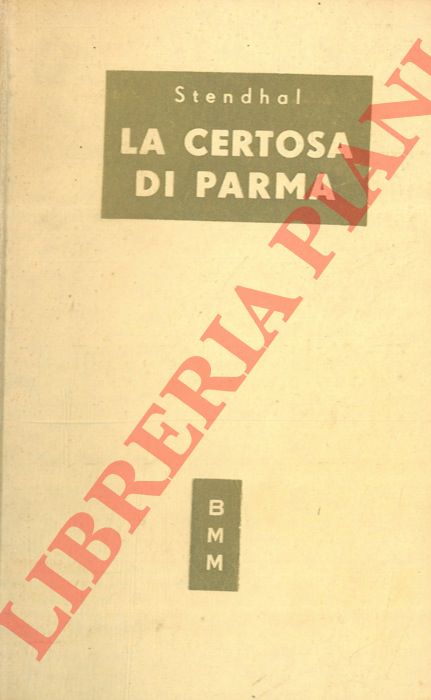 Stendhal
LA CERTOSA
DI PARMA
LIBRERIA PIANI
B
M
M